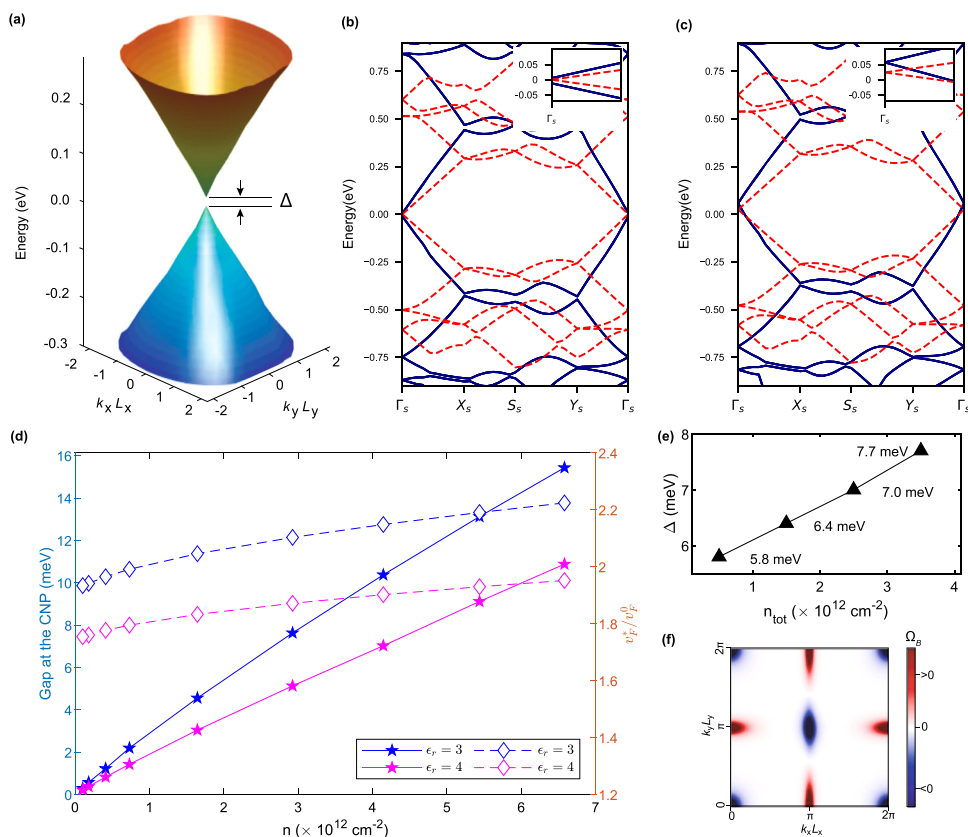 (a)
Energy (eV)
0.2
0.1
0.0
-0.1
-0.2
-0.3
Δ
-2
-1
0
1
2
k_x L_x
-2
-1
0
1
2
k_y L_y
(b)
Energy(eV)
0.75
0.50
0.25
0.00
−0.25
−0.50
−0.75
Γ_s X_s S_s Y_s Γ_s
0.05
0
-0.05
Γ_s
(c)
Energy(eV)
0.75
0.50
0.25
0.00
−0.25
−0.50
−0.75
Γ_s X_s S_s Y_s Γ_s
0.05
0
-0.05
Γ_s
(d)
Gap at the CNP (meV)
16
14
12
10
8
6
4
2
0
0 1 2 3 4 5 6 7
n (× 10^12 cm^-2)
2.4
2.2
2
1.8
1.6
1.4
1.2
v*_F/v^0_F
ϵ_r = 3 ϵ_r = 3
ϵ_r = 4 ϵ_r = 4
(e)
Δ (meV)
8
7
6
7.7 meV
7.0 meV
6.4 meV
5.8 meV
1 2 3 4
n_tot (× 10^12 cm^-2)
(f)
Ω_B
k_yL_y
2π
π
0
0 π 2π
k_xL_x
>0
0
<0